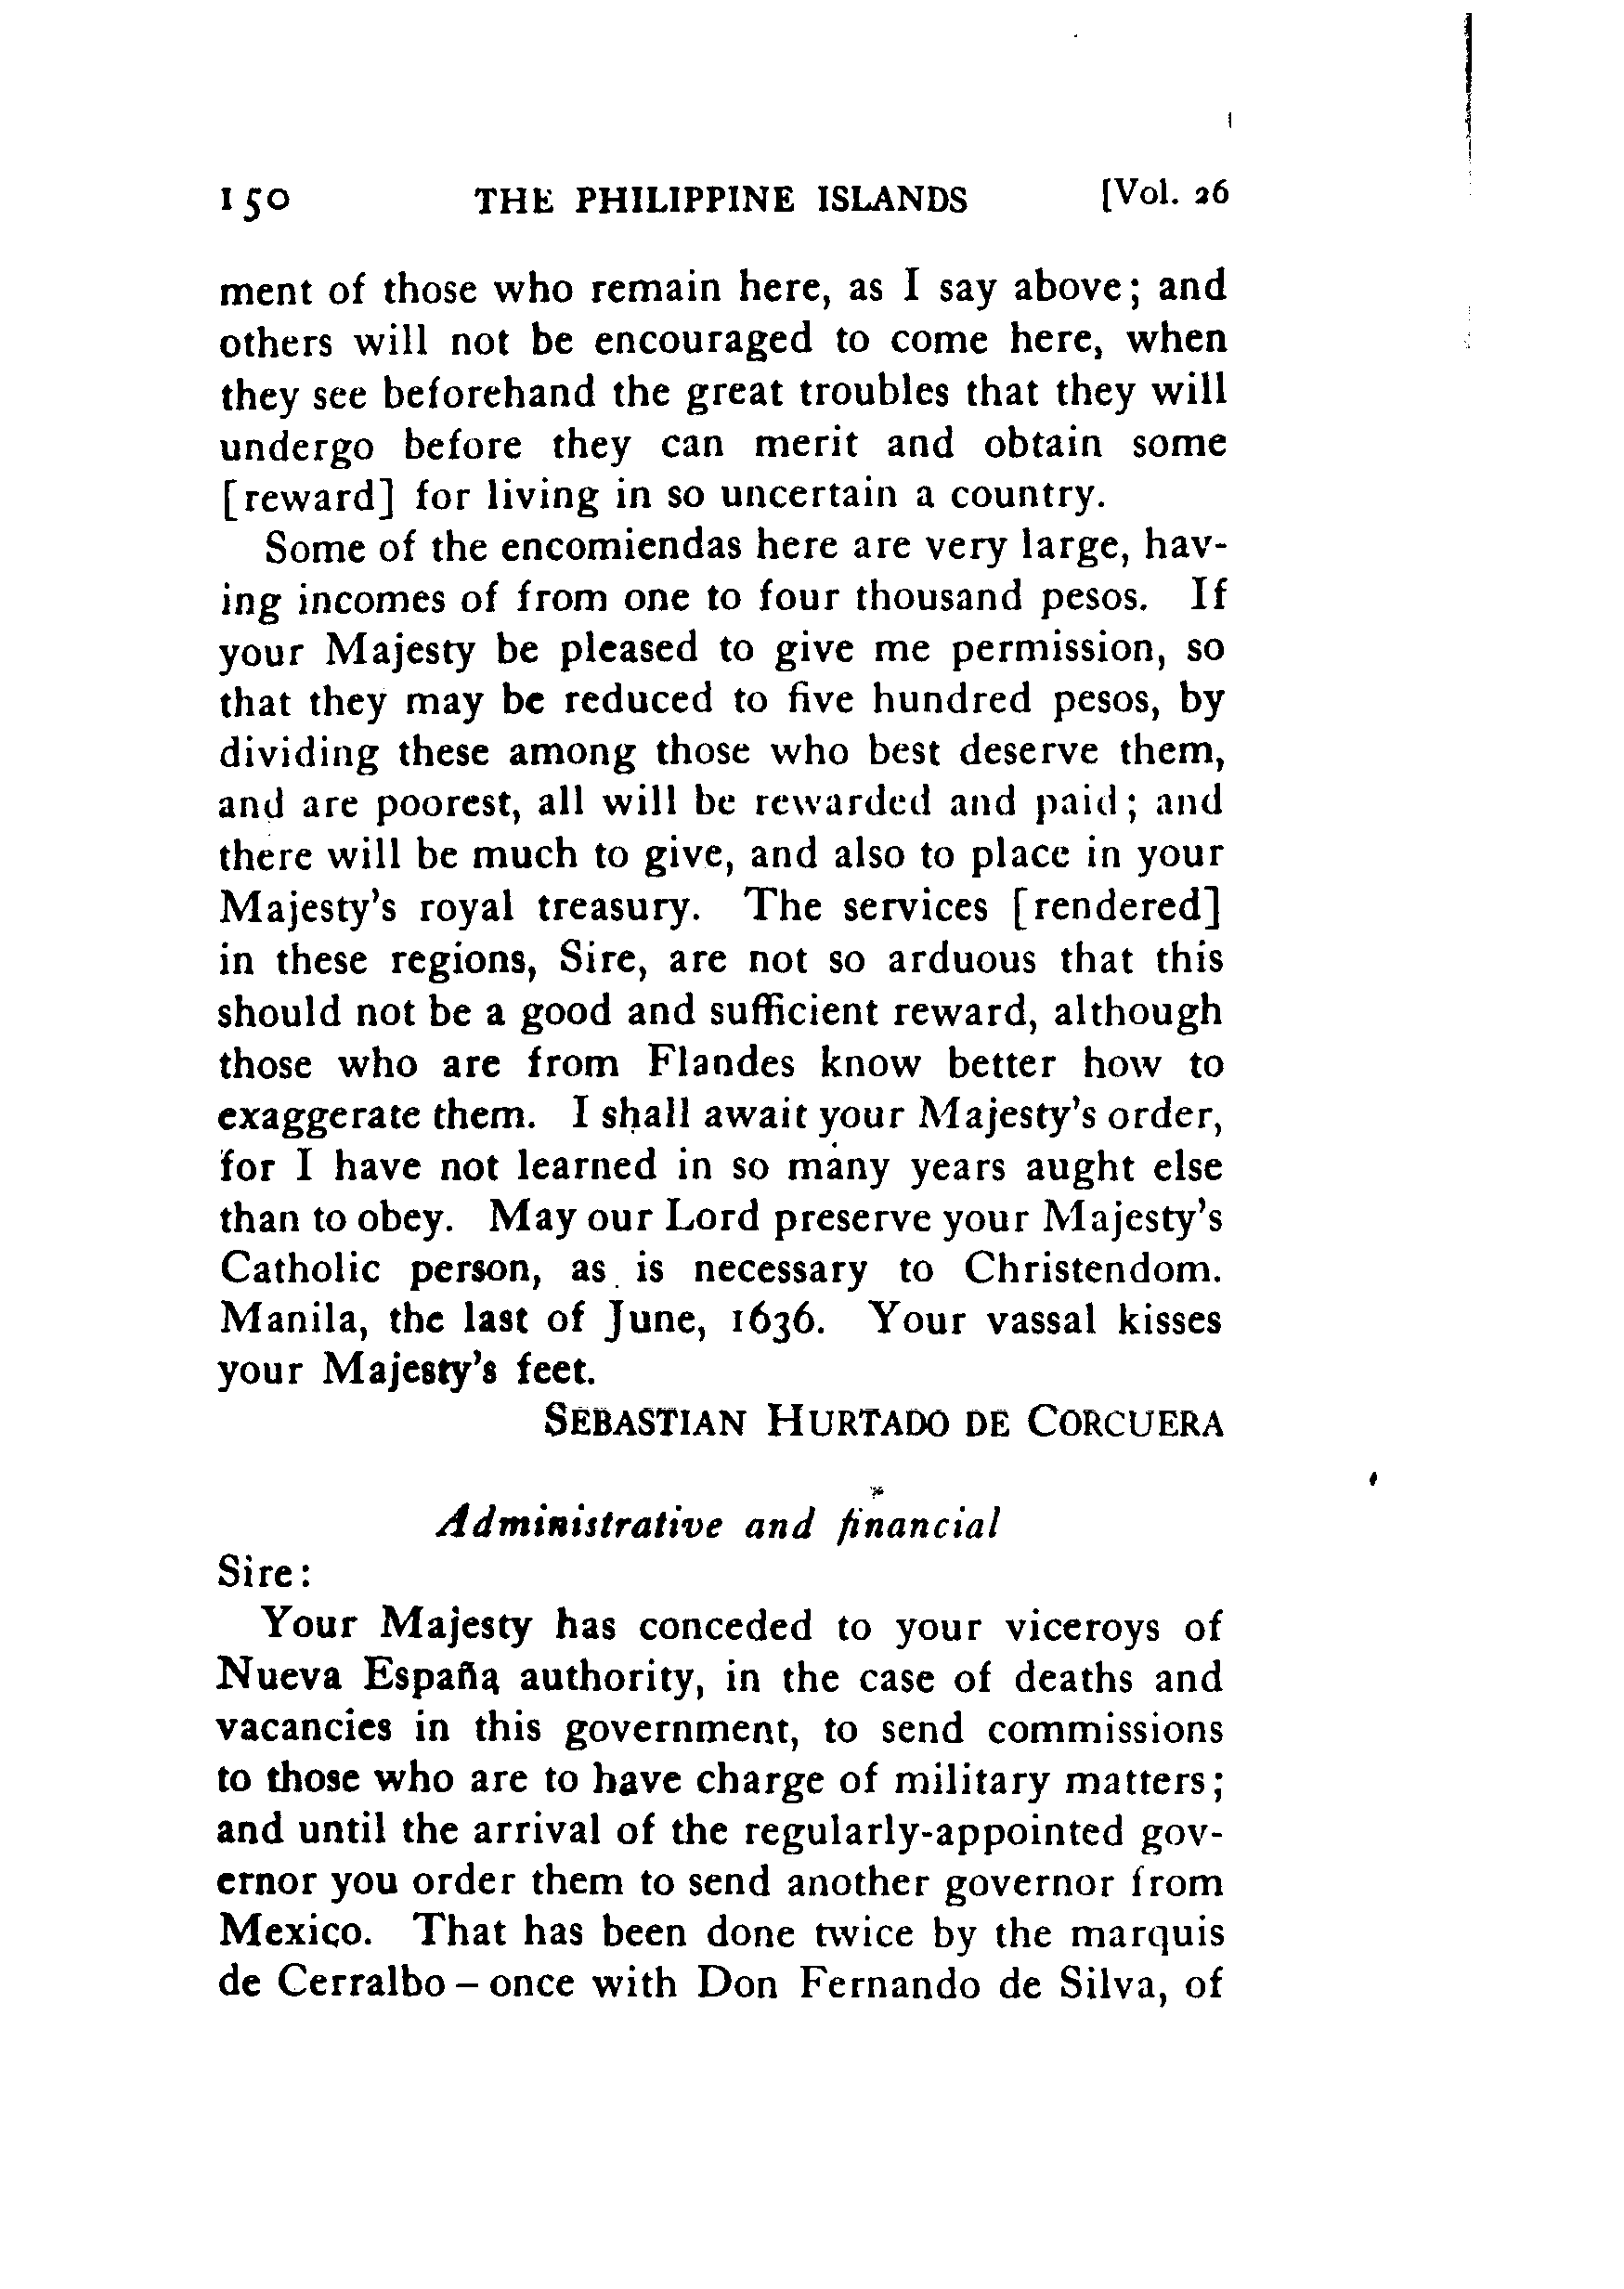 150 THE PHILIPPINE ISLANDS [Vol. 26
ment of those who remain here, as I say above; and
others will not be encouraged to come here, when
they see beforehand the great troubles that they will
undergo before they can merit and obtain some
[reward] for living in so uncertain a country.
Some of the encomiendas here are very large, hav-
ing incomes of from one to four thousand pesos. If
your Majesty be pleased to give me permission, so
that they may be reduced to five hundred pesos, by
dividing these among those who best deserve them,
and are poorest, all will be rewarded and paid; and
there will be much to give, and also to place in your
Majesty's royal treasury. The services [rendered]
in these regions, Sire, are not so arduous that this
should not be a good and sufficient reward, although
those who are from Flandes know better how to
exaggerate them. I shall await your Majesty's order,
for I have not learned in so many years aught else
than to obey. May our Lord preserve your Majesty's
Catholic person, as is necessary to Christendom.
Manila, the last of June, 1636. Your vassal kisses
your Majesty's feet.
SEBASTIAN HURTADO DE CORCUERA
Administrative and financial
Sire:
Your Majesty has conceded to your viceroys of
Nueva España authority, in the case of deaths and
vacancies in this government, to send commissions
to those who are to have charge of military matters;
and until the arrival of the regularly-appointed gov-
ernor you order them to send another governor from
Mexico. That has been done twice by the marquis
de Cerralbo – once with Don Fernando de Silva, of